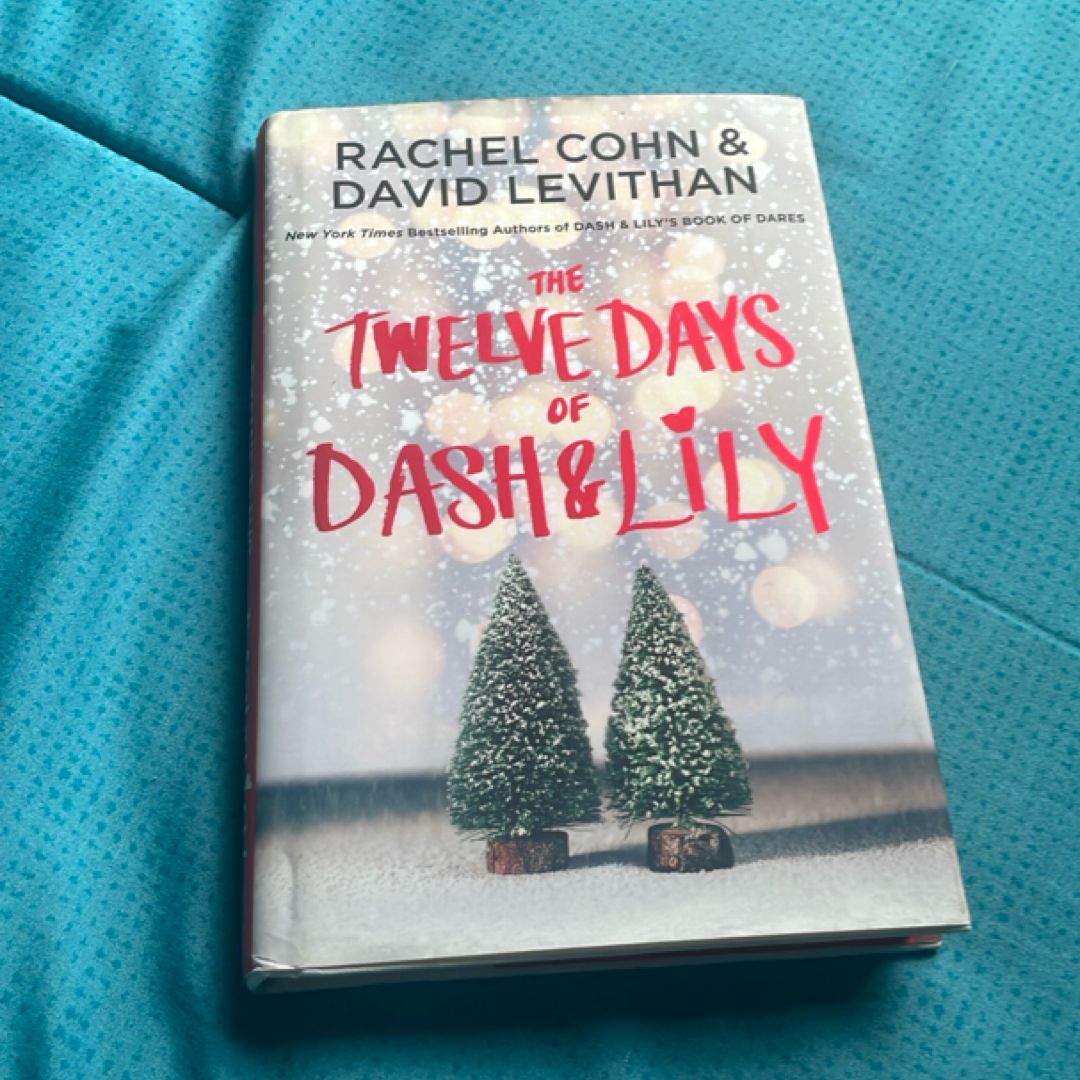 RACHEL COHN &
DAVID LEVITHAN
New York Times Bestselling Authors of DASH & LILY'S BOOK OF DARES
THE
TWELVE DAYS
OF
DASH & LiLY